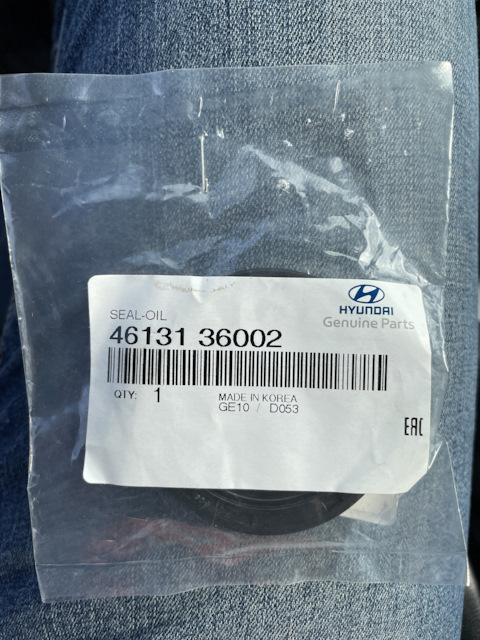 HYUNDAI
Genuine Parts
SEAL-OIL
46131 36002
QTY: 1
MADE IN KOREA
GE10 / D053
EAC